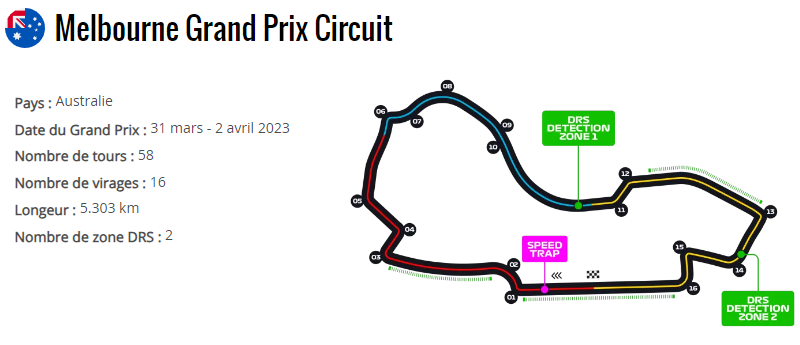 Melbourne Grand Prix Circuit
Pays : Australie
Date du Grand Prix : 31 mars - 2 avril 2023
Nombre de tours : 58
Nombre de virages : 16
Longeur : 5.303 km
Nombre de zone DRS : 2
08
06
07
09
10
DRS
DETECTION
ZONE 1
12
11
13
05
04
03
02
01
SPEED
TRAP
15
14
16
DRS
DETECTION
ZONE 2